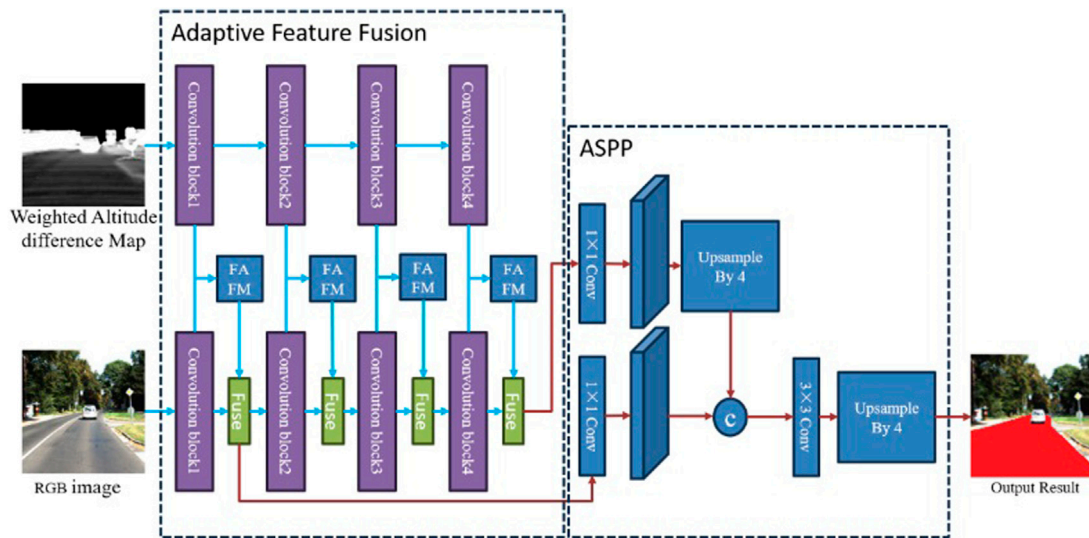 Adaptive Feature Fusion
Convolution block1
Convolution block2
Convolution block3
Convolution block4
Weighted Altitude
difference Map
FA
FM
FA
FM
FA
FM
FA
FM
Convolution block1
Fuse
Convolution block2
Fuse
Convolution block3
Fuse
Convolution block4
Fuse
RGB image
ASPP
1×1 Conv
Upsample
By 4
1×1 Conv
C
3×3 Conv
Upsample
By 4
Output Result